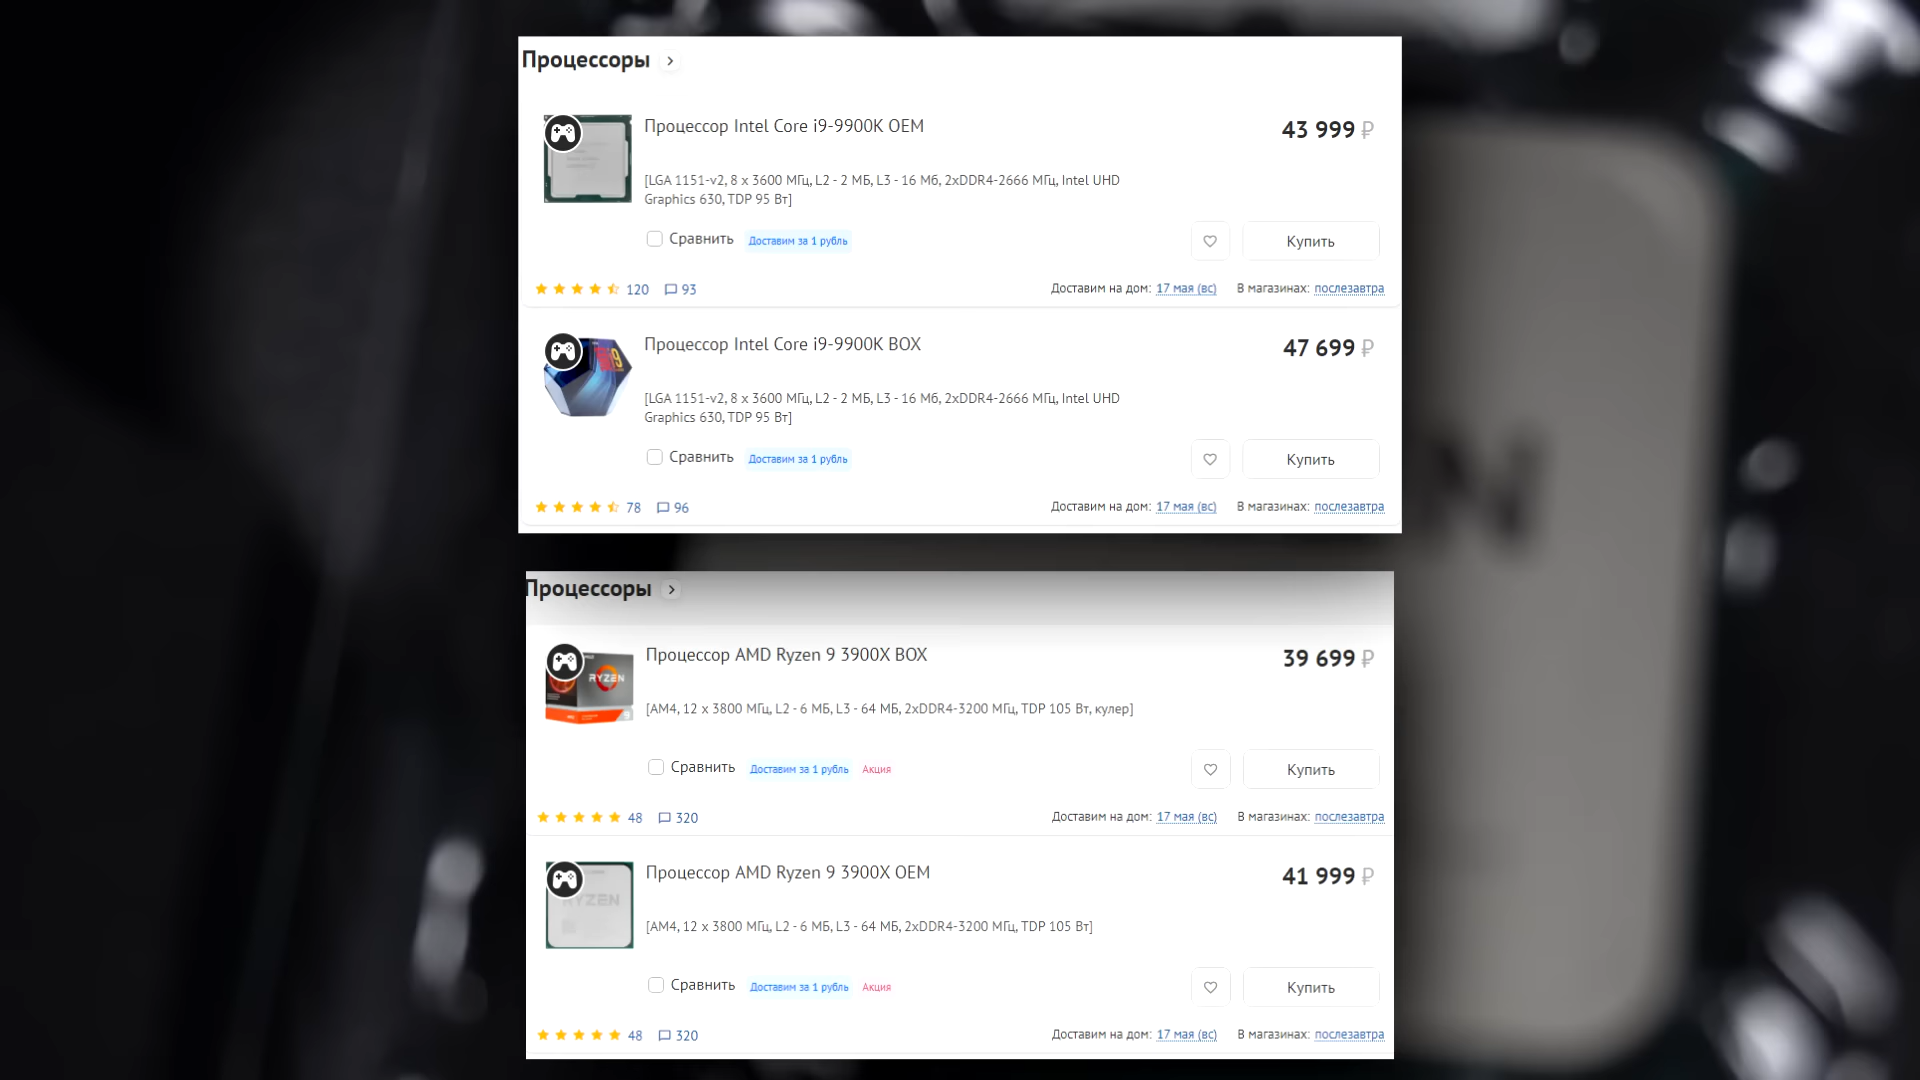 Процессоры
Процессор Intel Core i9-9900K OEM
43 999 ₽
[LGA 1151-v2, 8 x 3600 МГц, L2 - 2 МБ, L3 - 16 Мб, 2xDDR4-2666 МГц, Intel UHD
Graphics 630, TDP 95 Вт]
Сравнить Доставим за 1 рубль
Купить
120 93
Доставим на дом: 17 мая (вс) В магазинах: послезавтра
Процессор Intel Core i9-9900K BOX
47 699 ₽
[LGA 1151-v2, 8 x 3600 МГц, L2 - 2 МБ, L3 - 16 Мб, 2xDDR4-2666 МГц, Intel UHD
Graphics 630, TDP 95 Вт]
Сравнить Доставим за 1 рубль
Купить
78 96
Доставим на дом: 17 мая (вс) В магазинах: послезавтра
Процессоры
RYZEN
Процессор AMD Ryzen 9 3900X BOX
39 699 ₽
[AM4, 12 x 3800 МГц, L2 - 6 МБ, L3 - 64 МБ, 2xDDR4-3200 МГц, TDP 105 Вт, кулер]
Сравнить Доставим за 1 рубль Акция
Купить
48 320
Доставим на дом: 17 мая (вс) В магазинах: послезавтра
Процессор AMD Ryzen 9 3900X OEM
41 999 ₽
[AM4, 12 x 3800 МГц, L2 - 6 МБ, L3 - 64 МБ, 2xDDR4-3200 МГц, TDP 105 Вт]
Сравнить Доставим за 1 рубль Акция
Купить
48 320
Доставим на дом: 17 мая (вс) В магазинах: послезавтра